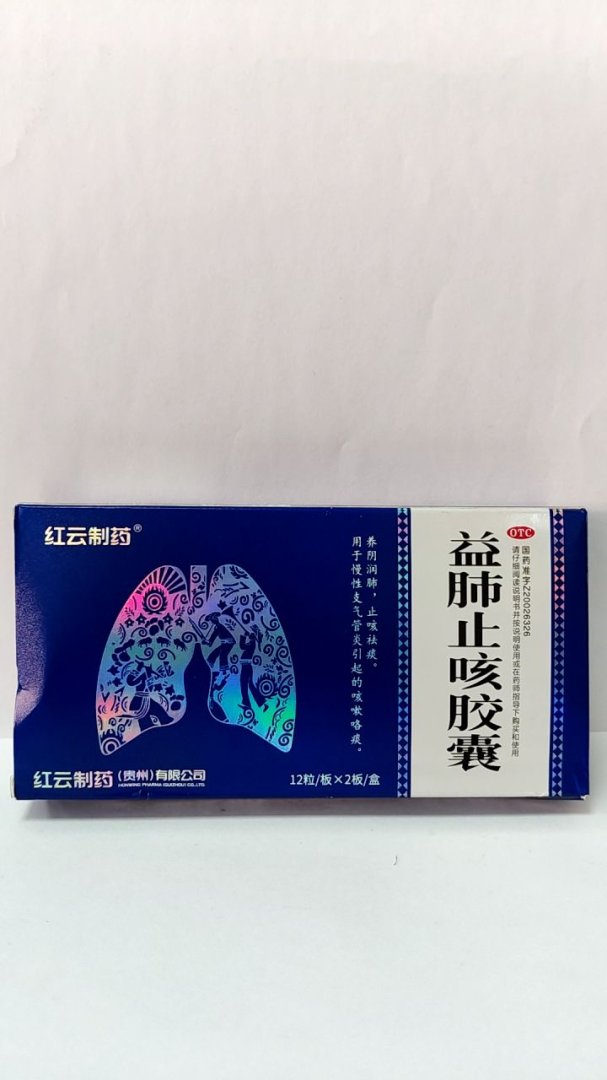 红云制药®
养阴润肺，止咳祛痰。
用于慢性支气管炎引起的咳嗽咯痰。
红云制药(贵州)有限公司
HONWING PHARMA (GUIZHOU) CO.,LTD.
12粒/板×2板/盒
OTC
国药准字Z20026326
请仔细阅读说明书并按说明使用或在药师指导下购买和使用
益肺止咳胶囊